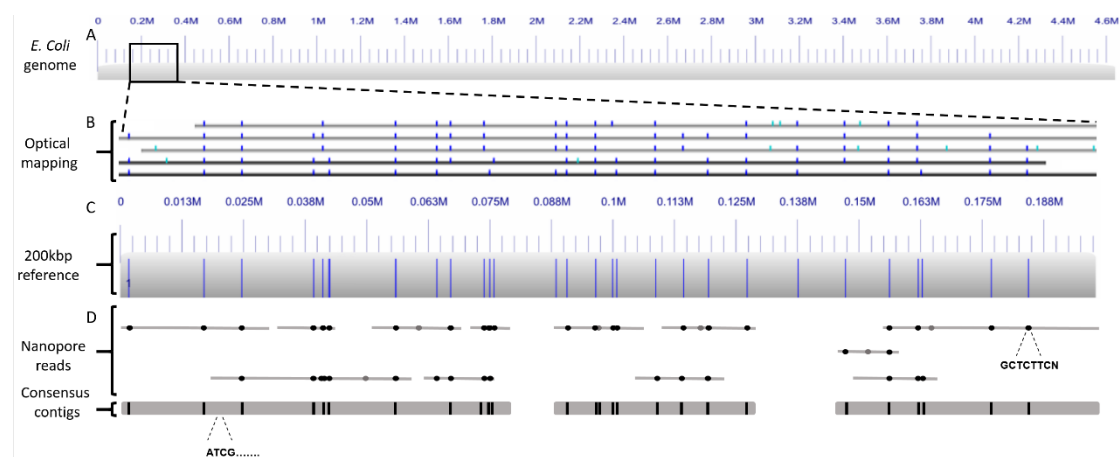 A
0 0.2M 0.4M 0.6M 0.8M 1M 1.2M 1.4M 1.6M 1.8M 2M 2.2M 2.4M 2.6M 2.8M 3M 3.2M 3.4M 3.6M 3.8M 4M 4.2M 4.4M 4.6M
E. Coli
genome
B
Optical
mapping
C
0 0.013M 0.025M 0.038M 0.05M 0.063M 0.075M 0.088M 0.1M 0.113M 0.125M 0.138M 0.15M 0.163M 0.175M 0.188M
200kbp
reference
1
D
Nanopore
reads
GCTCTTCN
Consensus
contigs
ATCG.......